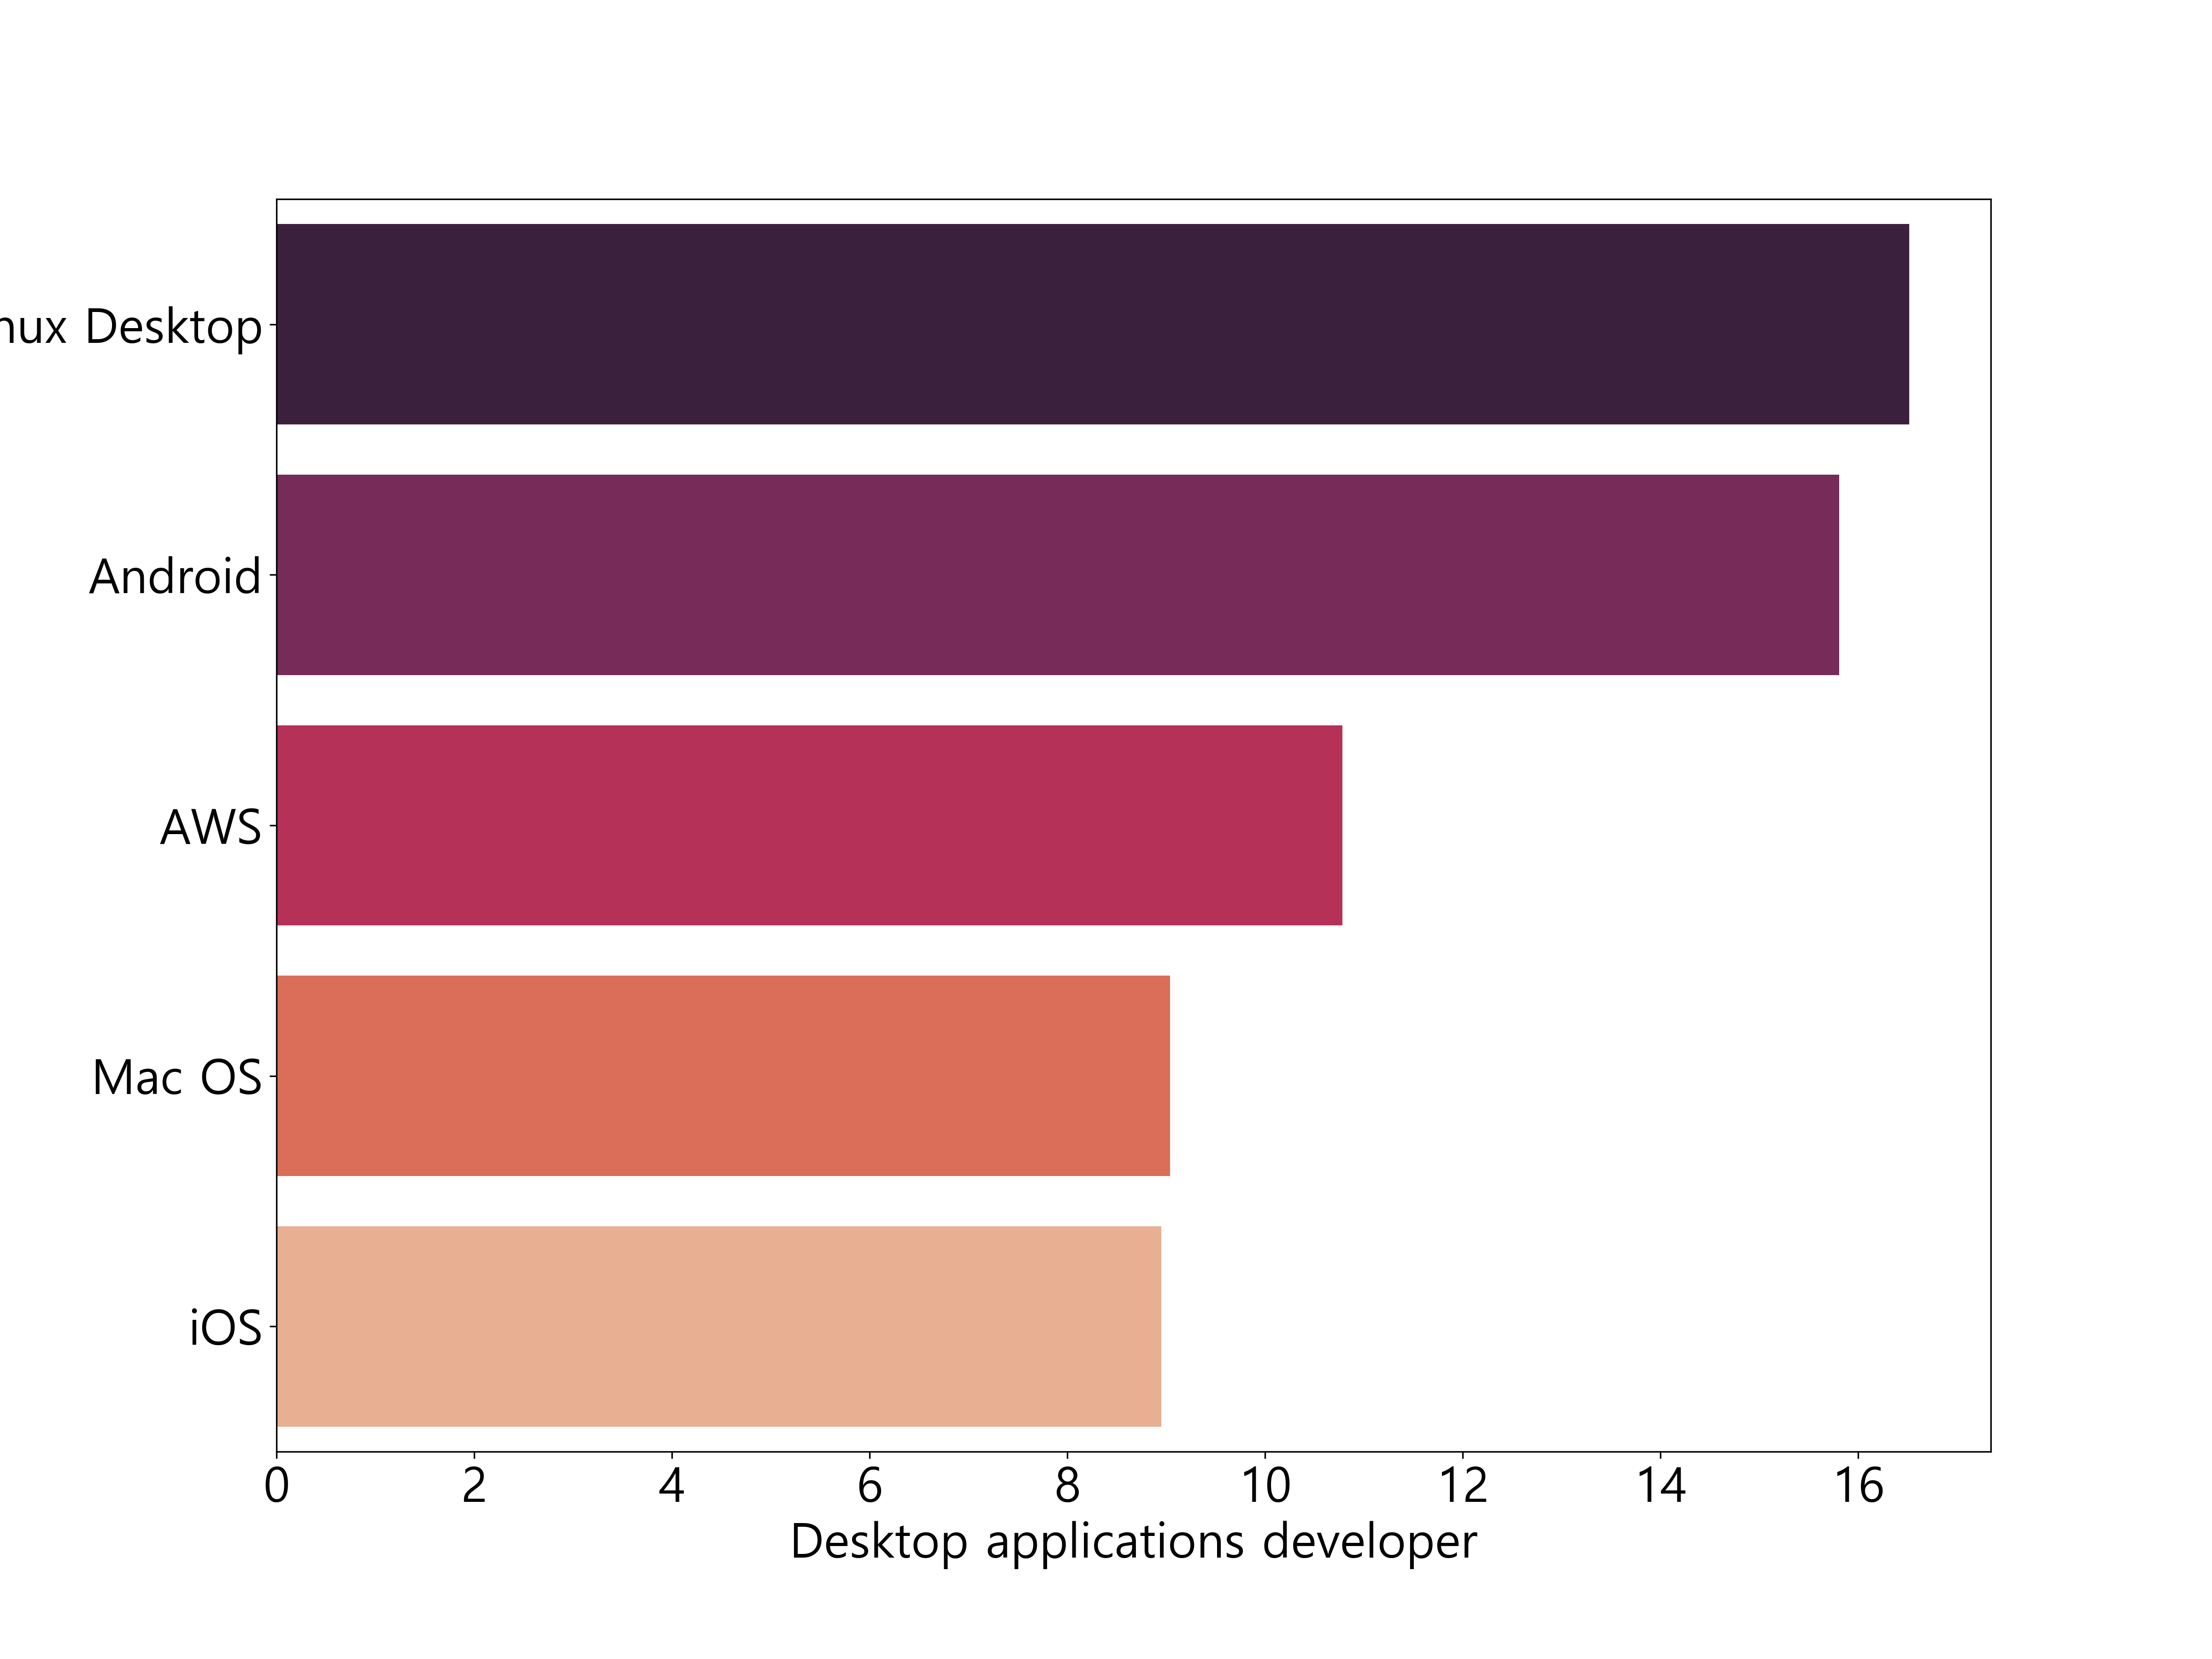 nux Desktop
Android
AWS
Mac OS
iOS
0 2 4 6 8 10 12 14 16
Desktop applications developer